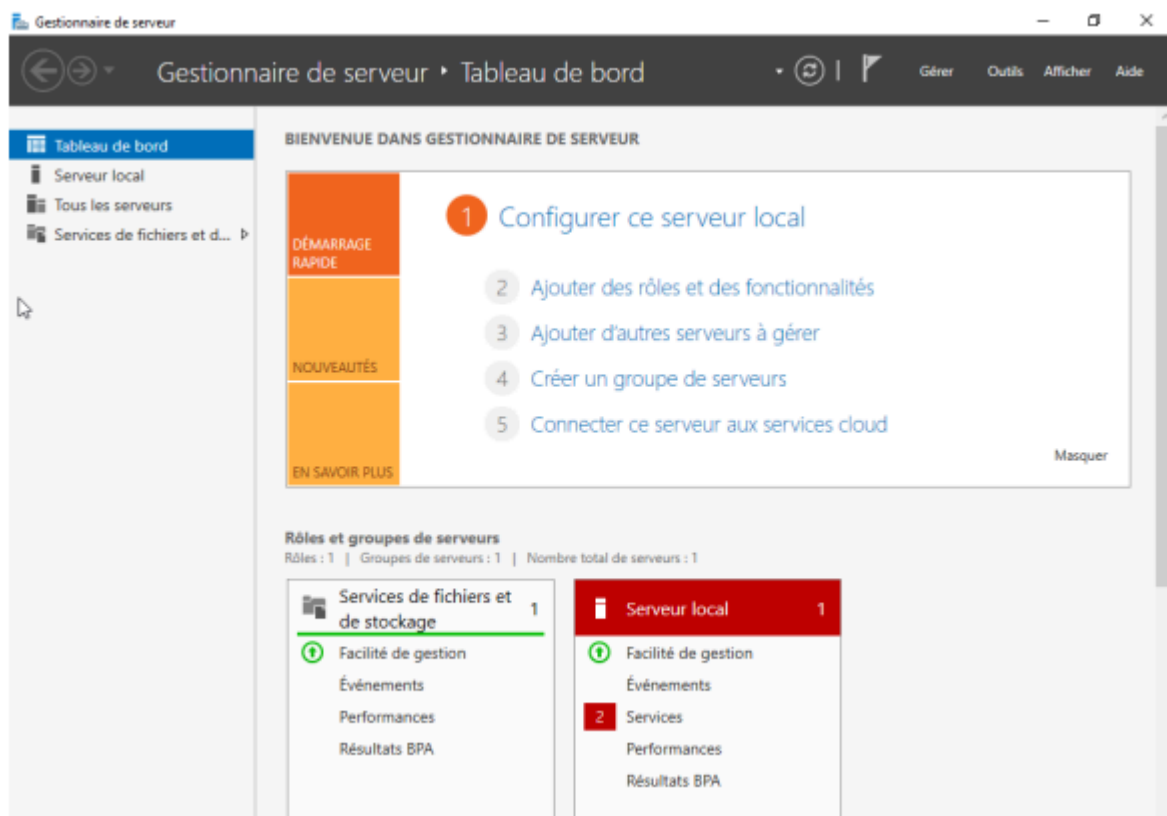 Gestionnaire de serveur
Gestionnaire de serveur ‣ Tableau de bord
Gérer Outils Afficher Aide
Tableau de bord
Serveur local
Tous les serveurs
Services de fichiers et d...
BIENVENUE DANS GESTIONNAIRE DE SERVEUR
DÉMARRAGE
RAPIDE
NOUVEAUTÉS
EN SAVOIR PLUS
1 Configurer ce serveur local
2 Ajouter des rôles et des fonctionnalités
3 Ajouter d'autres serveurs à gérer
4 Créer un groupe de serveurs
5 Connecter ce serveur aux services cloud
Masquer
Rôles et groupes de serveurs
Rôles : 1 | Groupes de serveurs : 1 | Nombre total de serveurs : 1
Services de fichiers et
de stockage
1
Facilité de gestion
Événements
Performances
Résultats BPA
Serveur local 1
Facilité de gestion
Événements
2 Services
Performances
Résultats BPA